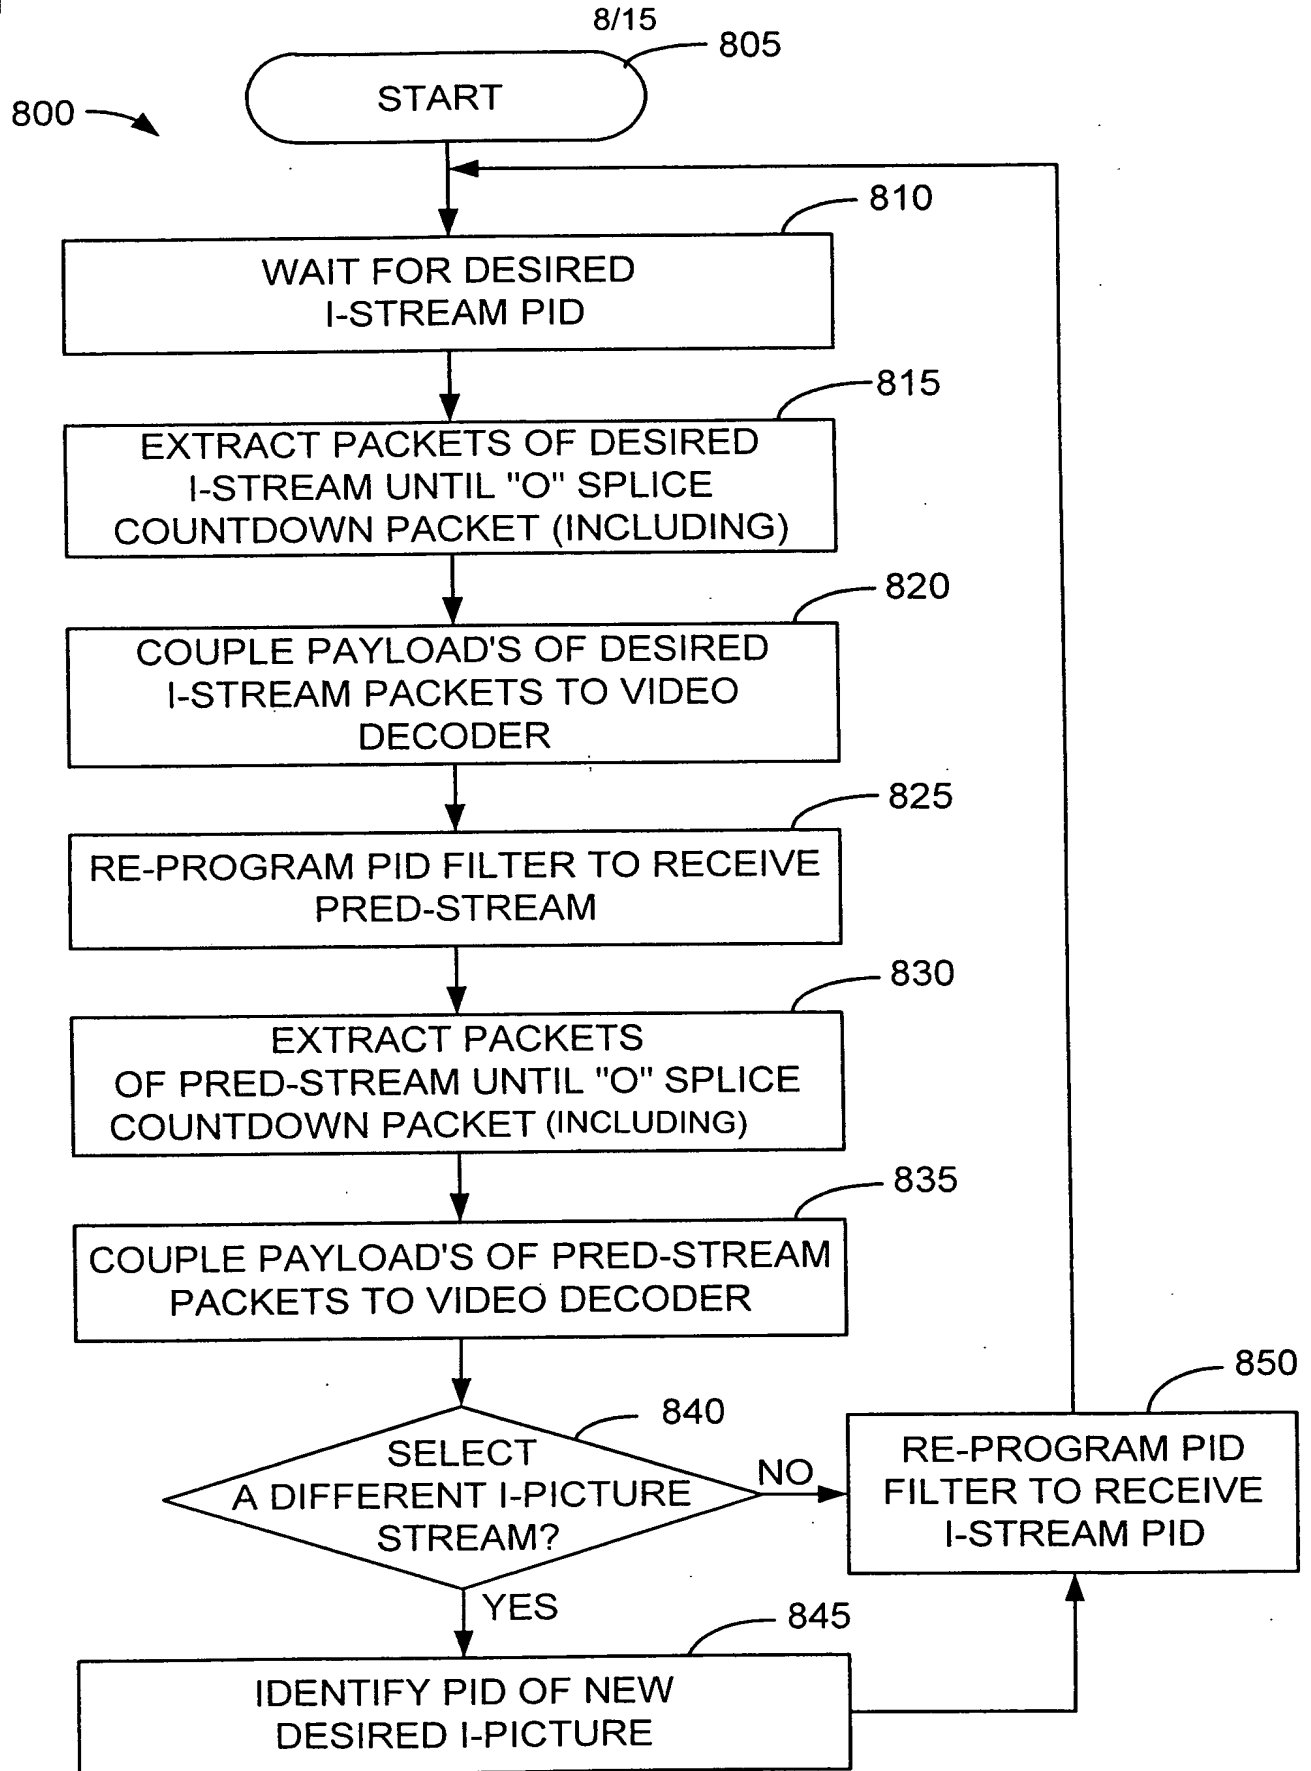 8/15
805
START
800
810
WAIT FOR DESIRED
I-STREAM PID
815
EXTRACT PACKETS OF DESIRED
I-STREAM UNTIL "O" SPLICE
COUNTDOWN PACKET (INCLUDING)
820
COUPLE PAYLOAD'S OF DESIRED
I-STREAM PACKETS TO VIDEO
DECODER
825
RE-PROGRAM PID FILTER TO RECEIVE
PRED-STREAM
830
EXTRACT PACKETS
OF PRED-STREAM UNTIL "O" SPLICE
COUNTDOWN PACKET (INCLUDING)
835
COUPLE PAYLOAD'S OF PRED-STREAM
PACKETS TO VIDEO DECODER
840
SELECT
A DIFFERENT I-PICTURE
STREAM?
NO
850
RE-PROGRAM PID
FILTER TO RECEIVE
I-STREAM PID
YES
845
IDENTIFY PID OF NEW
DESIRED I-PICTURE